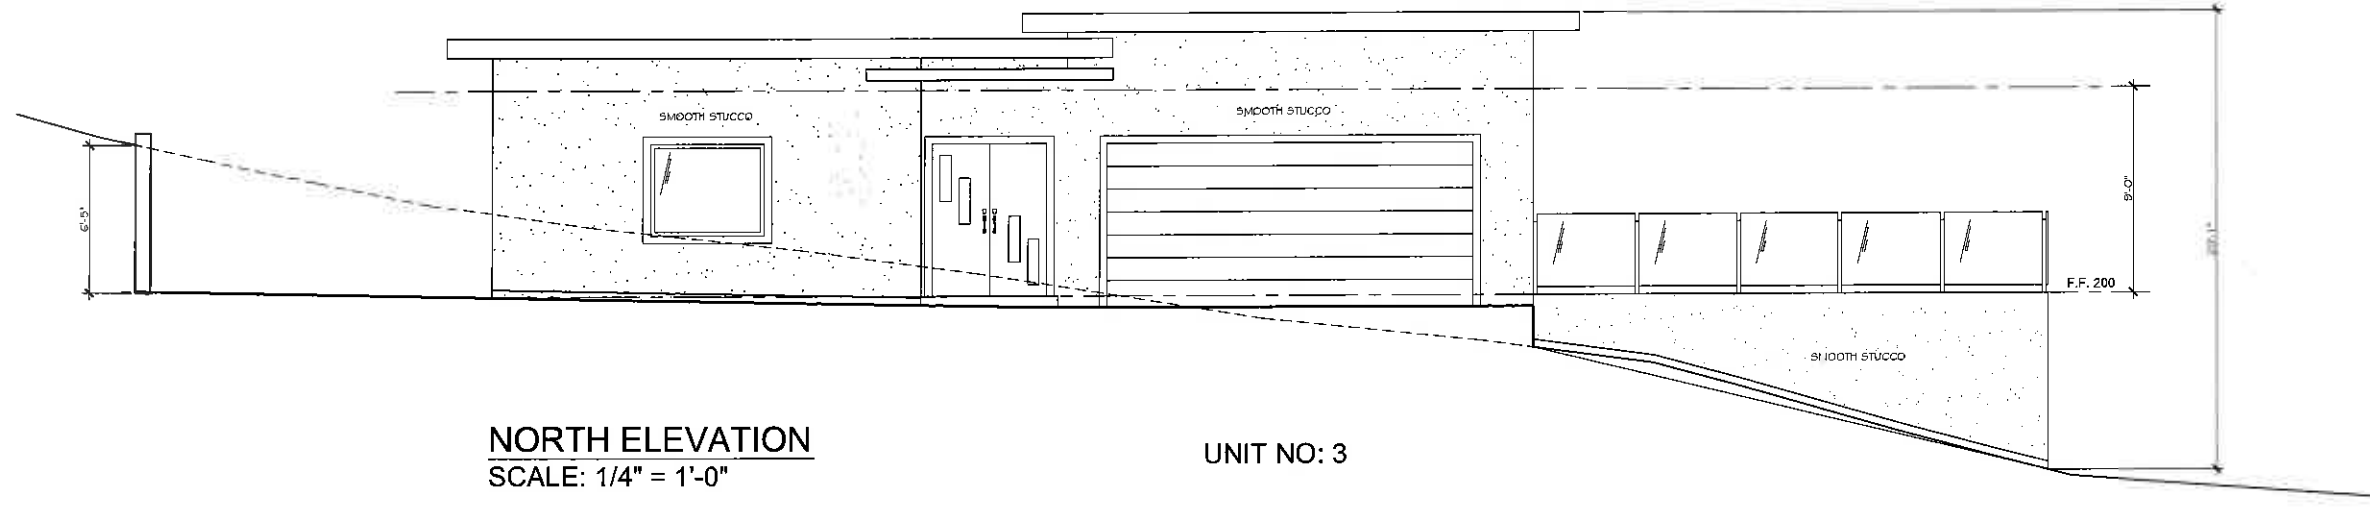 SMOOTH STUCCO
SMOOTH STUCCO
6'-5"
9'-0"
F.F. 200
SMOOTH STUCCO
NORTH ELEVATION
SCALE: 1/4" = 1'-0"
UNIT NO: 3